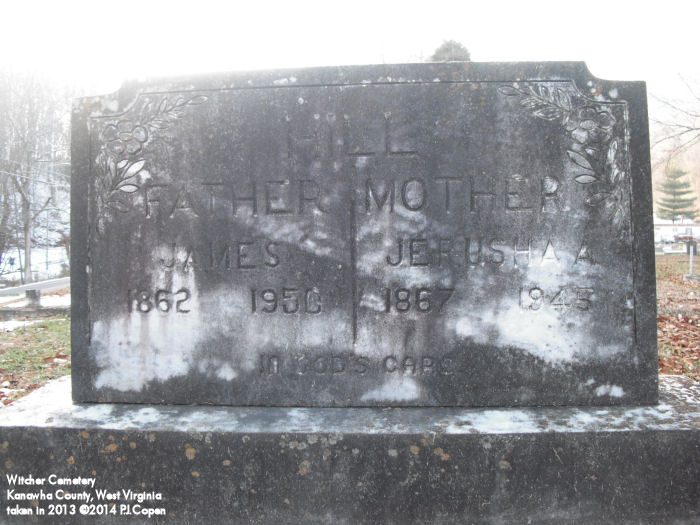 HILL
FATHER MOTHER
JAMES JERUSHA A
1862 1950 1867 1945
IN GOD'S CARE
Witcher Cemetery
Kanawha County, West Virginia
taken in 2013 ©2014 P.J.Copen